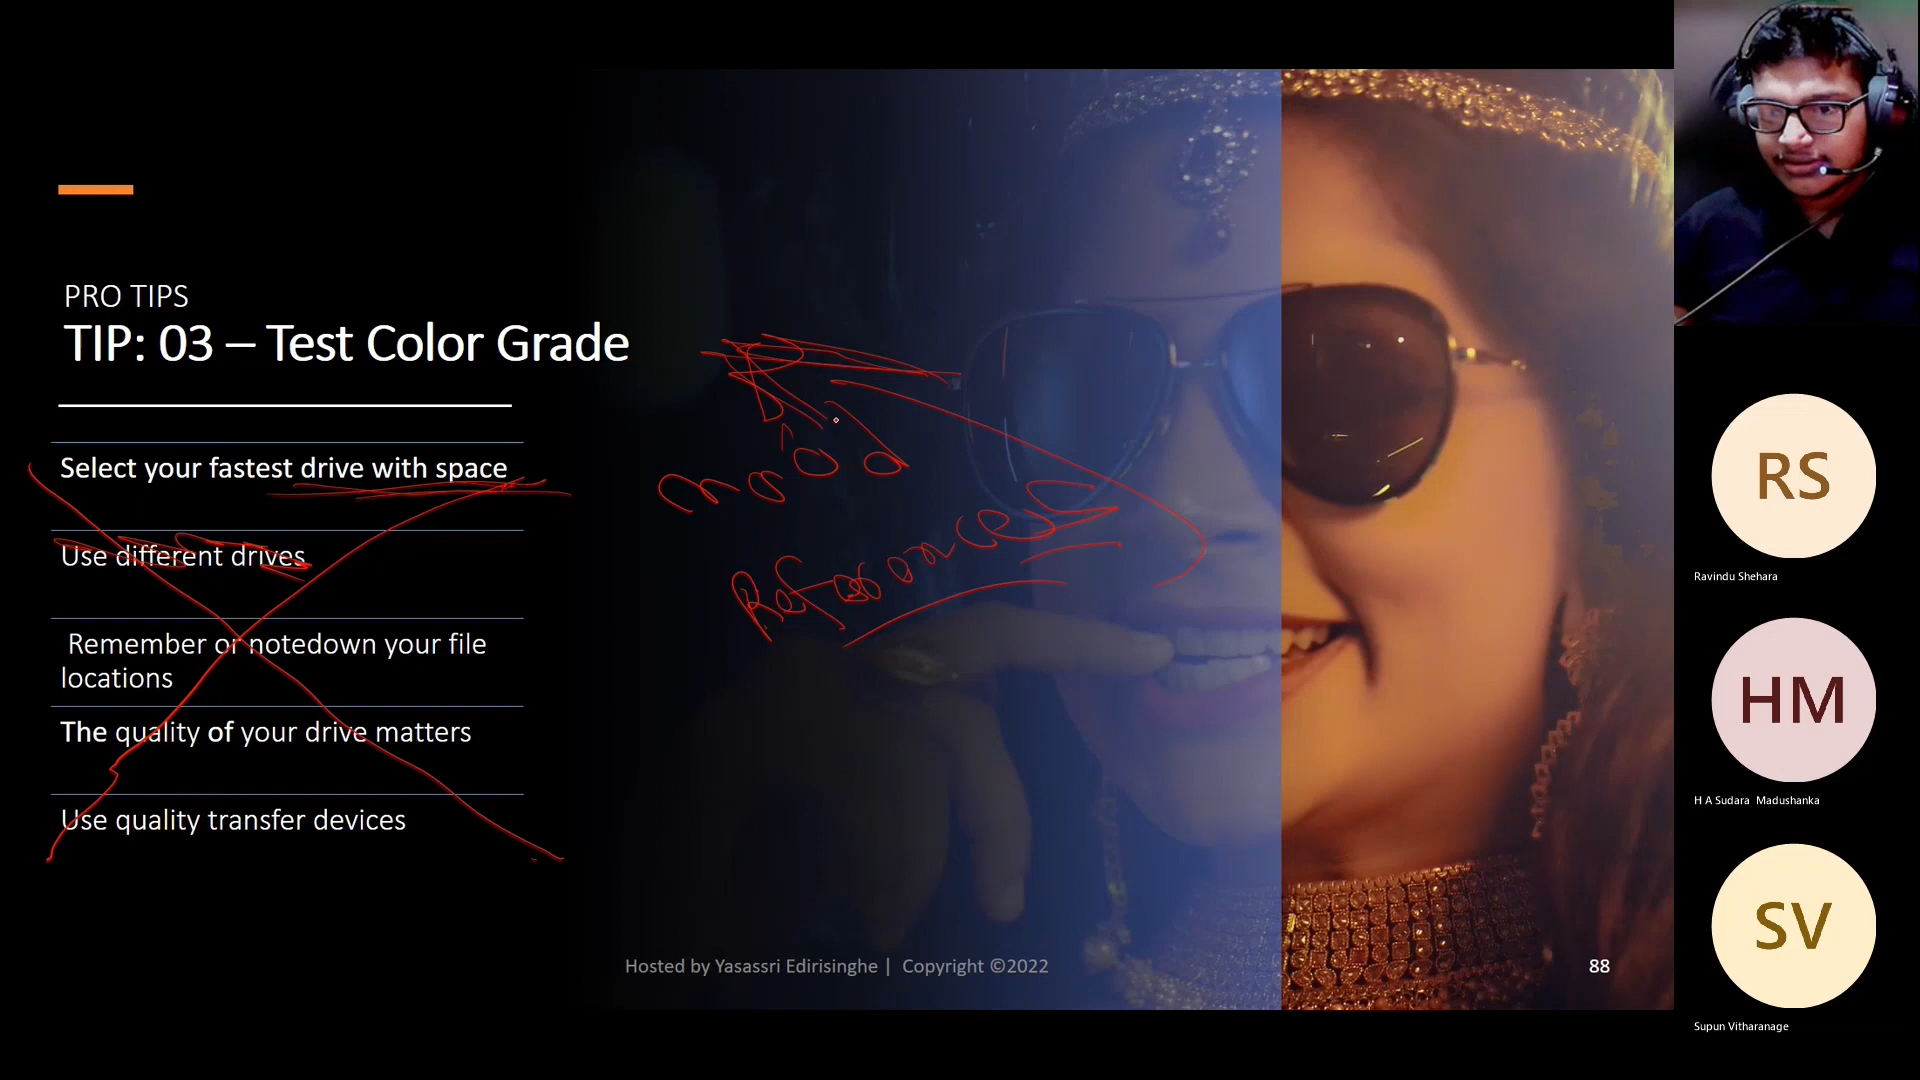 PRO TIPS
TIP: 03 – Test Color Grade
Select your fastest drive with space
Use different drives
Remember or notedown your file
locations
The quality of your drive matters
Use quality transfer devices
mood
Hosted by Yasassri Edirisinghe | Copyright ©2022
88
RS
Ravindu Shehara
HM
H A Sudara Madushanka
SV
Supun Vitharanage